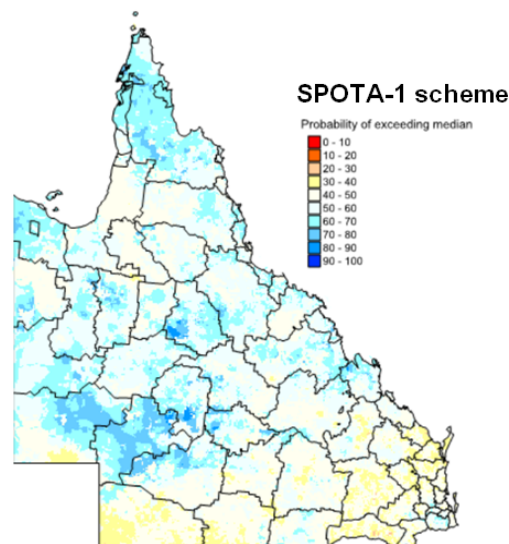 SPOTA-1 scheme
Probability of exceeding median
0 - 10
10 - 20
20 - 30
30 - 40
40 - 50
50 - 60
60 - 70
70 - 80
80 - 90
90 - 100